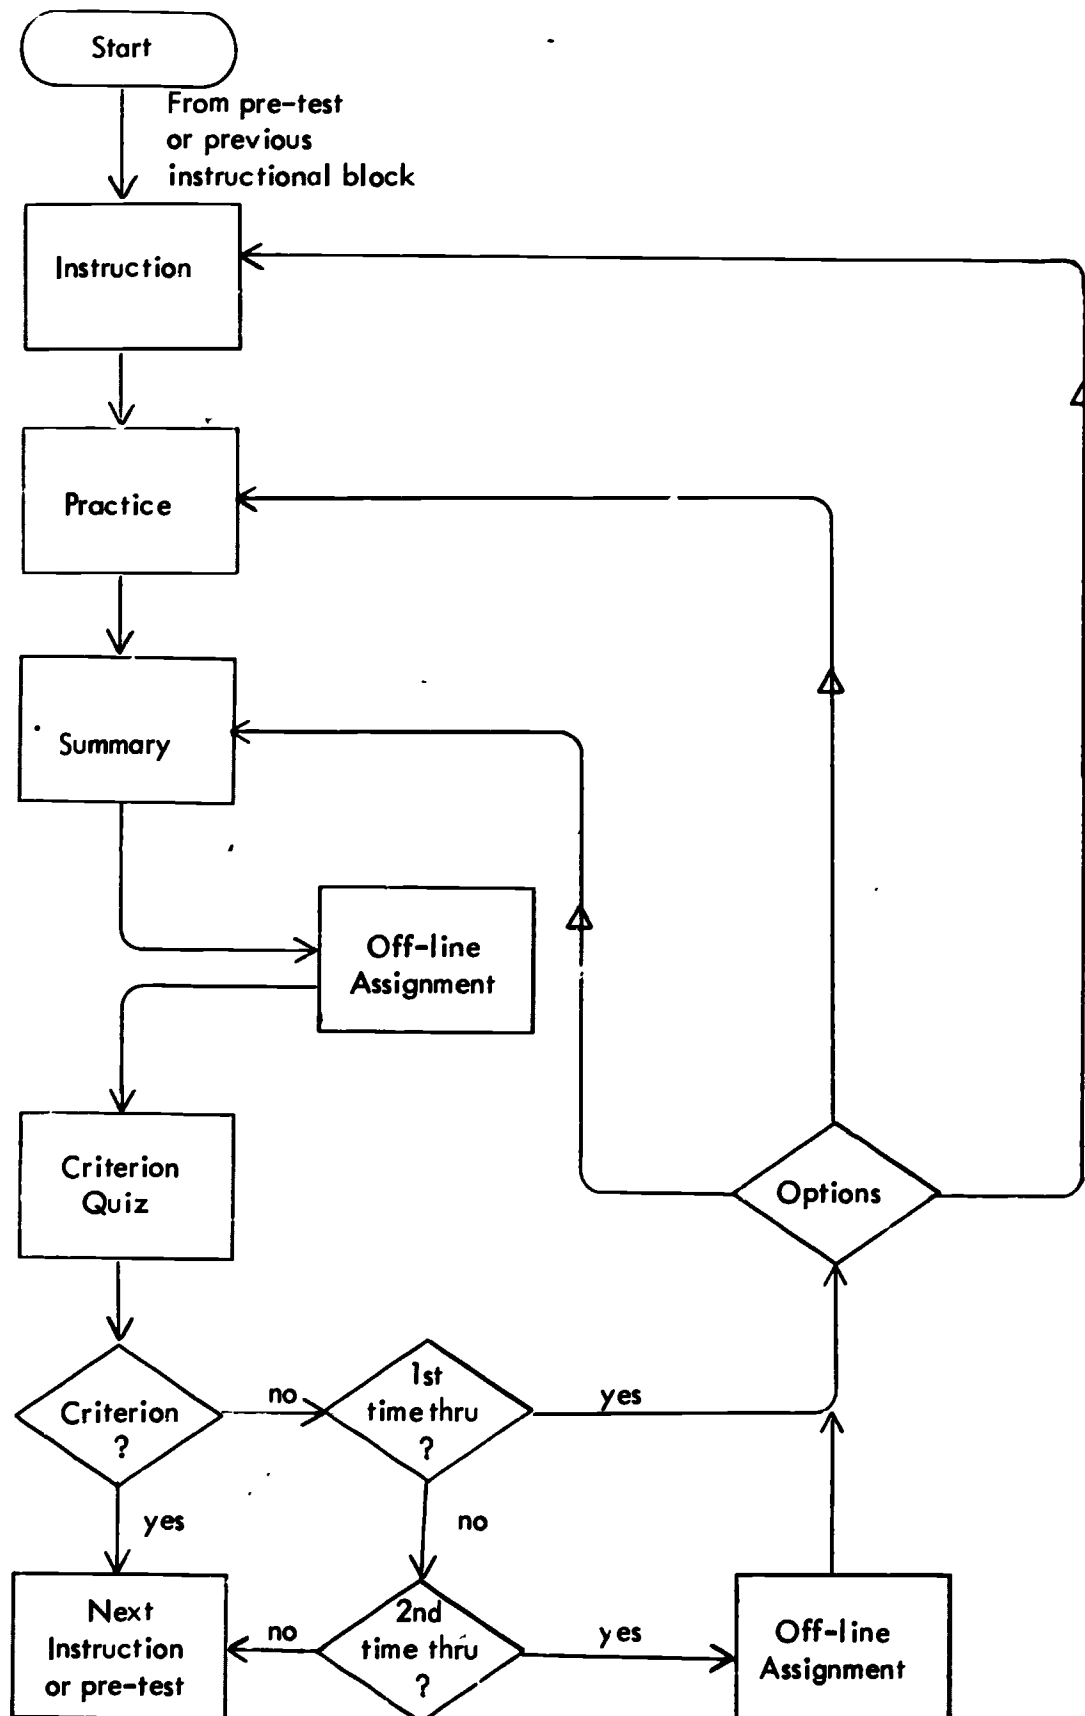 Start
From pre-test
or previous
instructional block
Instruction
Practice
Summary
Off-line
Assignment
Criterion
Quiz
Options
Criterion
?
no
1st
time thru
?
yes
yes
no
Next
Instruction
or pre-test
no
2nd
time thru
?
yes
Off-line
Assignment